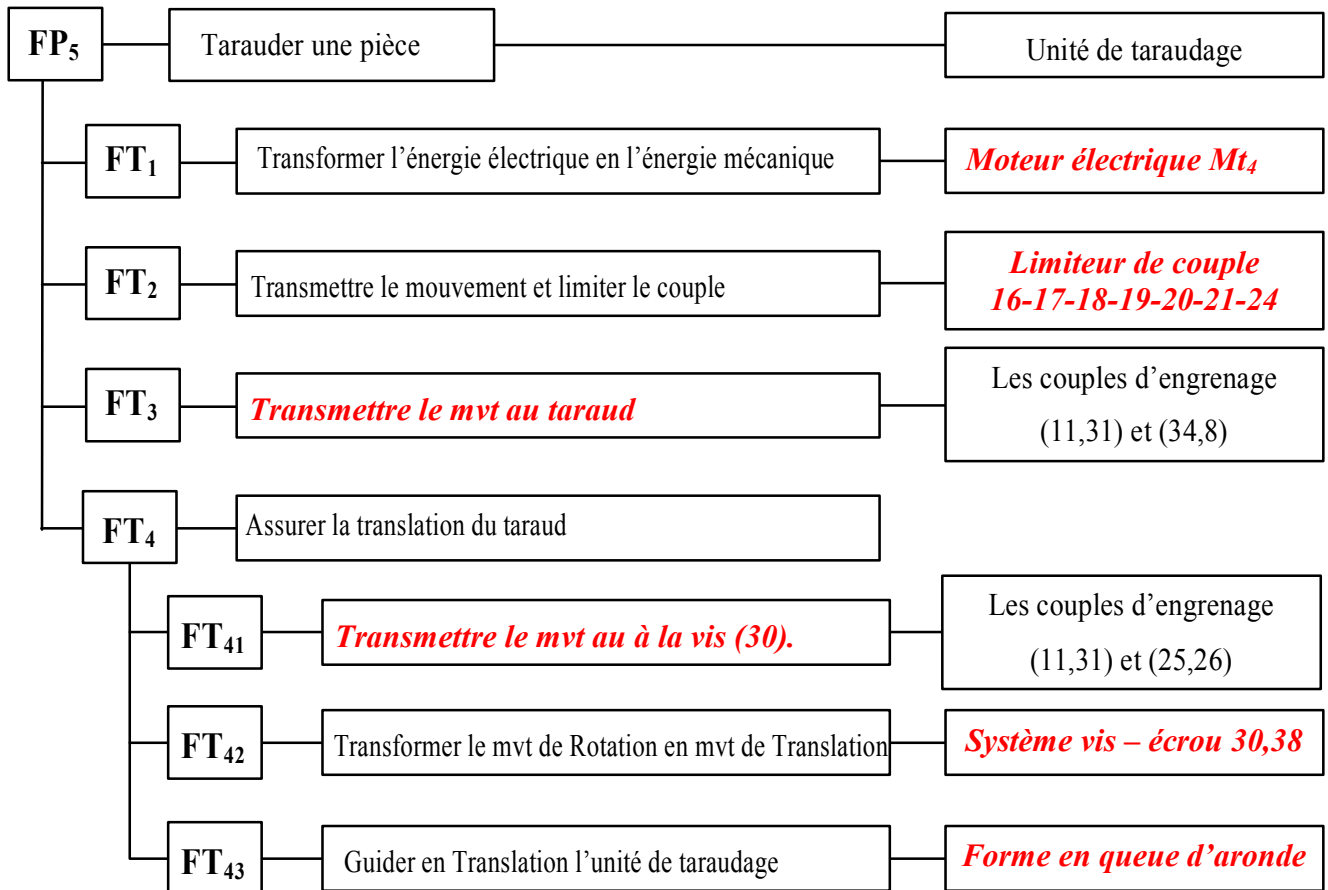 FP5
Tarauder une pièce
Unité de taraudage
FT1
Transformer l'énergie électrique en l'énergie mécanique
Moteur électrique Mt4
FT2
Transmettre le mouvement et limiter le couple
Limiteur de couple
16-17-18-19-20-21-24
FT3
Transmettre le mvt au taraud
Les couples d'engrenage
(11,31) et (34,8)
FT4
Assurer la translation du taraud
FT41
Transmettre le mvt au à la vis (30).
Les couples d'engrenage
(11,31) et (25,26)
FT42
Transformer le mvt de Rotation en mvt de Translation
Système vis – écrou 30,38
FT43
Guider en Translation l'unité de taraudage
Forme en queue d'aronde